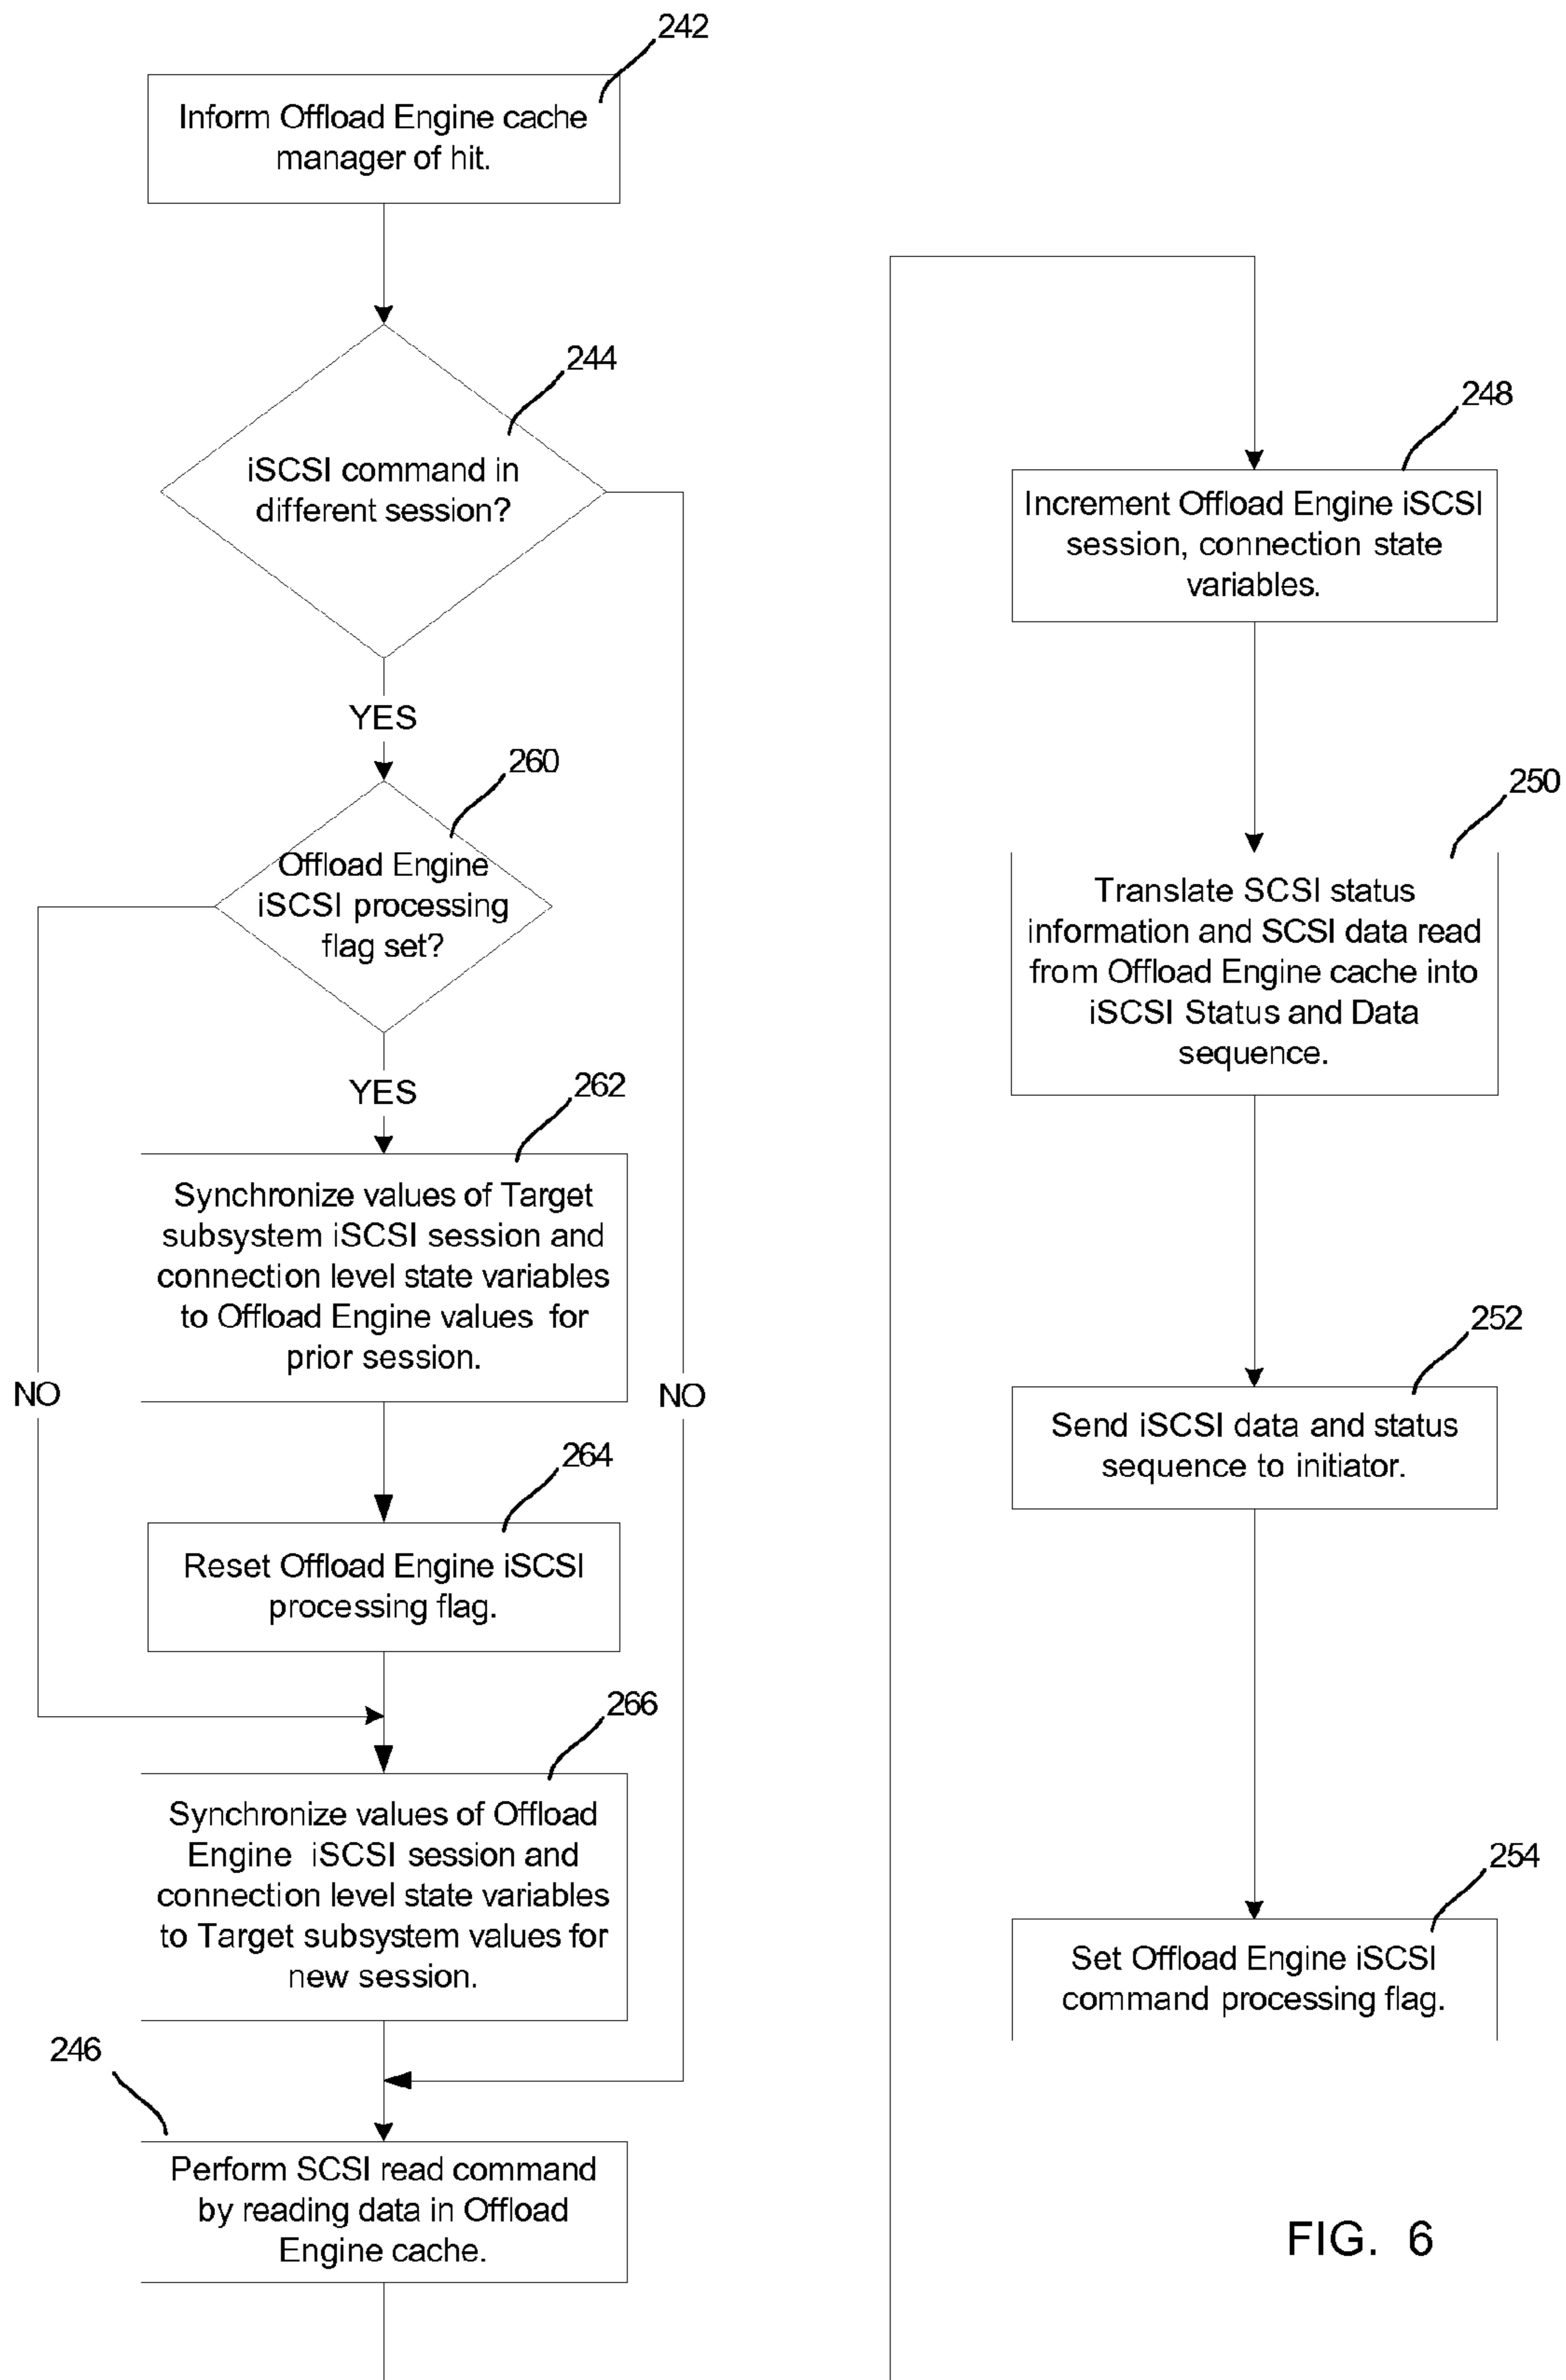 242
Inform Offload Engine cache
manager of hit.
244
iSCSI command in
different session?
YES
260
Offload Engine
iSCSI processing
flag set?
YES
262
Synchronize values of Target
subsystem iSCSI session and
connection level state variables
to Offload Engine values for
prior session.
NO
NO
264
Reset Offload Engine iSCSI
processing flag.
266
Synchronize values of Offload
Engine iSCSI session and
connection level state variables
to Target subsystem values for
new session.
246
Perform SCSI read command
by reading data in Offload
Engine cache.
248
Increment Offload Engine iSCSI
session, connection state
variables.
250
Translate SCSI status
information and SCSI data read
from Offload Engine cache into
iSCSI Status and Data
sequence.
252
Send iSCSI data and status
sequence to initiator.
254
Set Offload Engine iSCSI
command processing flag.
FIG. 6